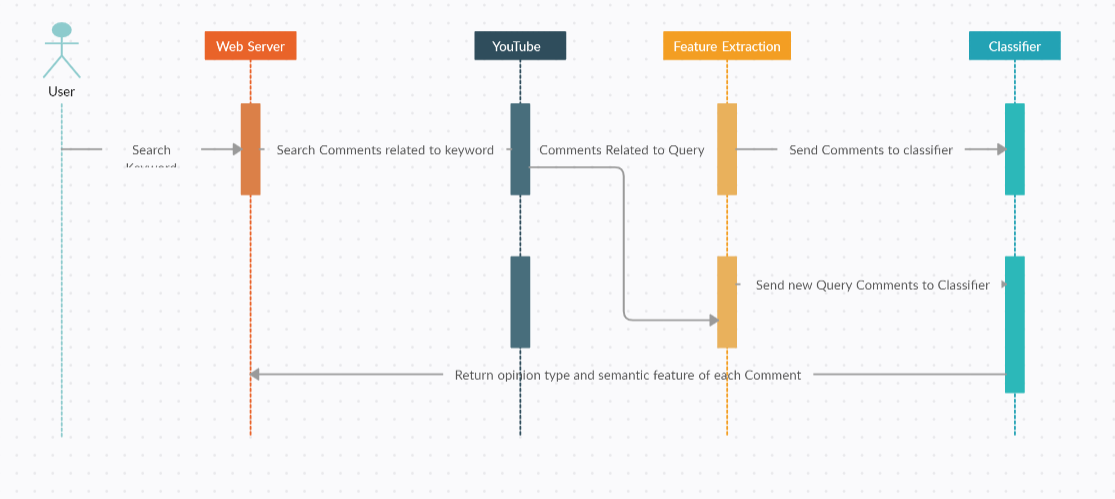 Web Server
YouTube
Feature Extraction
Classifier
User
Search
Keyword
Search Comments related to keyword
Comments Related to Query
Send Comments to classifier
Send new Query Comments to Classifier
Return opinion type and semantic feature of each Comment